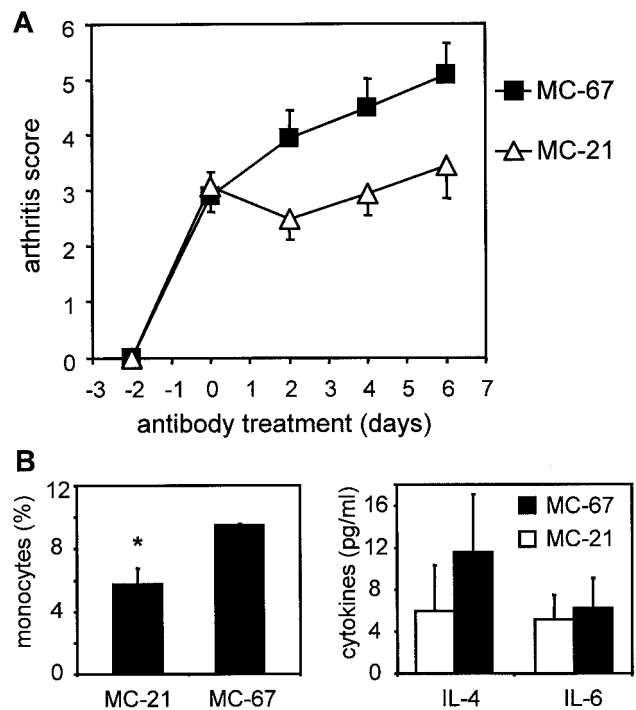 A
6
5
4
3
2
1
0
arthritis score
-3 -2 -1 0 1 2 3 4 5 6 7
antibody treatment (days)
MC-67
MC-21
B
12
8
4
0
monocytes (%)
*
MC-21 MC-67
16
12
8
4
0
cytokines (pg/ml)
MC-67
MC-21
IL-4 IL-6